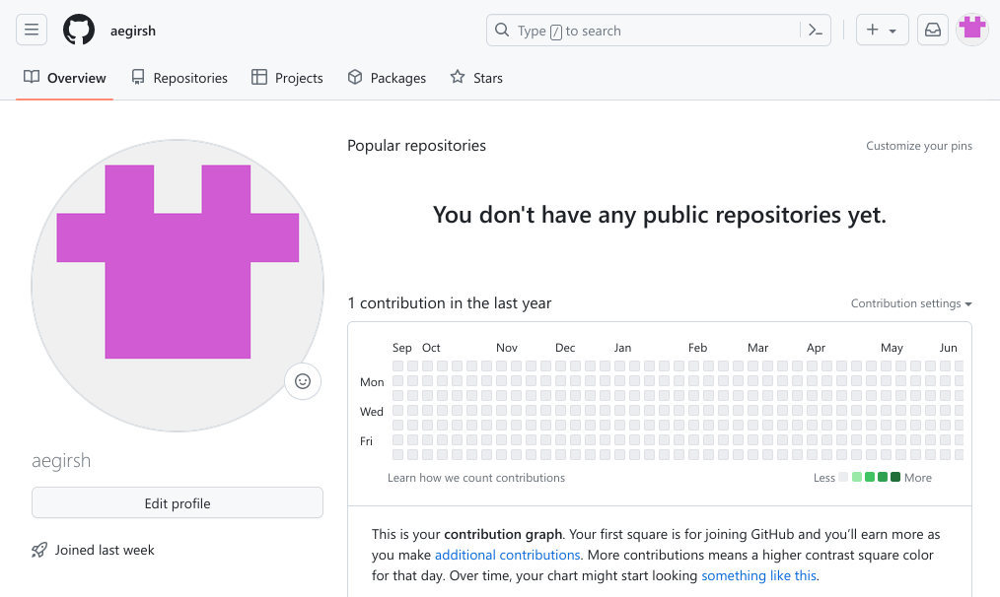 aegirsh
Type / to search
Overview
Repositories
Projects
Packages
Stars
Popular repositories
Customize your pins
You don't have any public repositories yet.
1 contribution in the last year
Contribution settings
Sep Oct Nov Dec Jan Feb Mar Apr May Jun
Mon
Wed
Fri
Learn how we count contributions
Less More
This is your contribution graph. Your first square is for joining GitHub and you’ll earn more as
you make additional contributions. More contributions means a higher contrast square color
for that day. Over time, your chart might start looking something like this.
aegirsh
Edit profile
Joined last week